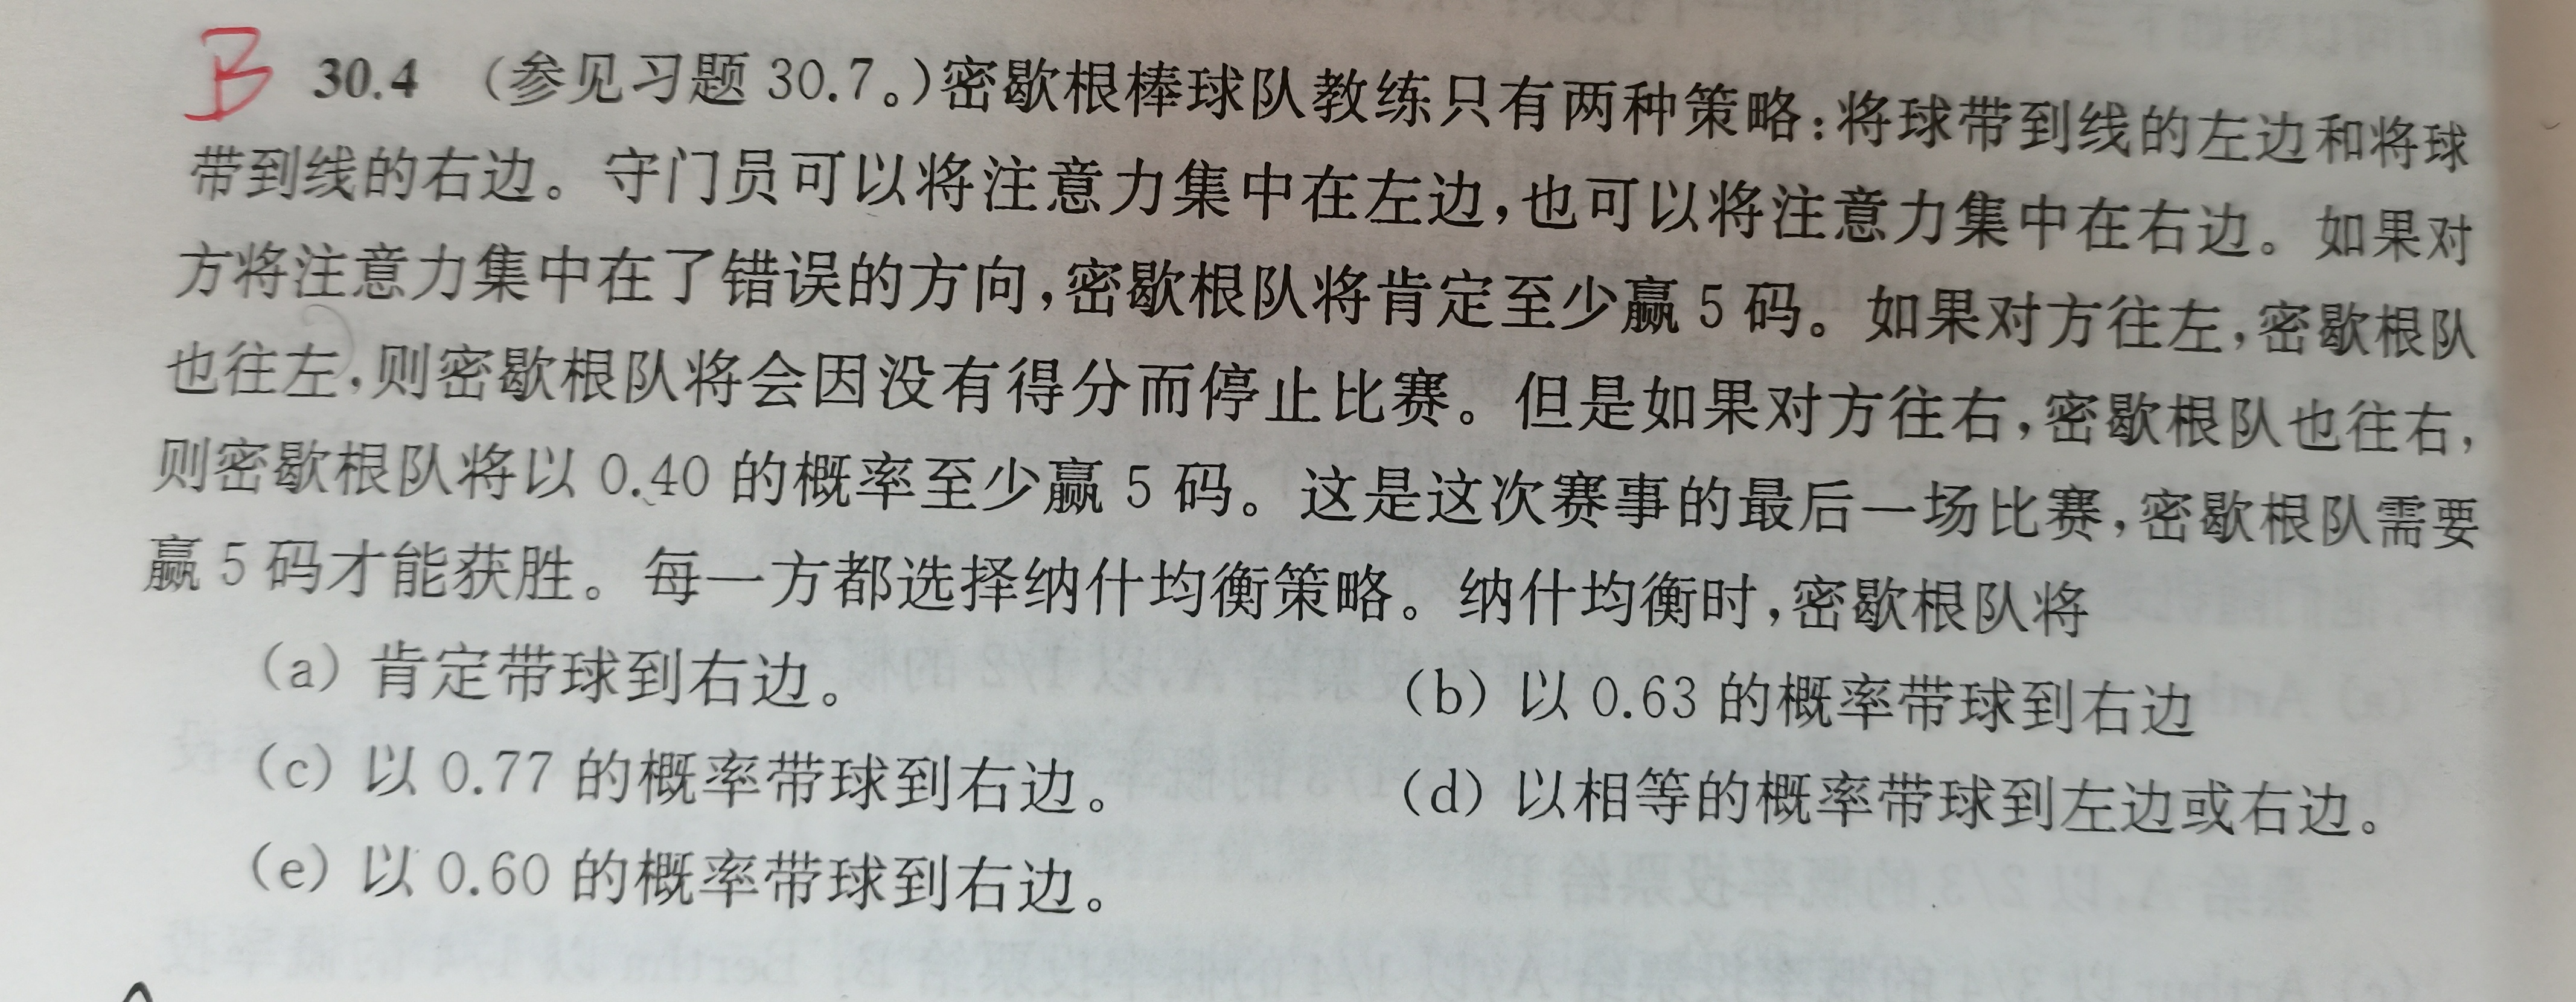 B 30.4 (参见习题 30.7。)密歇根棒球队教练只有两种策略:将球带到线的左边和将球
带到线的右边。守门员可以将注意力集中在左边,也可以将注意力集中在右边。如果对
方将注意力集中在了错误的方向,密歇根队将肯定至少赢 5 码。如果对方往左,密歇根队
也往左,则密歇根队将会因没有得分而停止比赛。但是如果对方往右,密歇根队也往右,
则密歇根队将以 0.40 的概率至少赢 5 码。这是这次赛事的最后一场比赛,密歇根队需要
赢 5 码才能获胜。每一方都选择纳什均衡策略。纳什均衡时,密歇根队将
(a) 肯定带球到右边。 (b) 以 0.63 的概率带球到右边
(c) 以 0.77 的概率带球到右边。 (d) 以相等的概率带球到左边或右边。
(e) 以 0.60 的概率带球到右边。